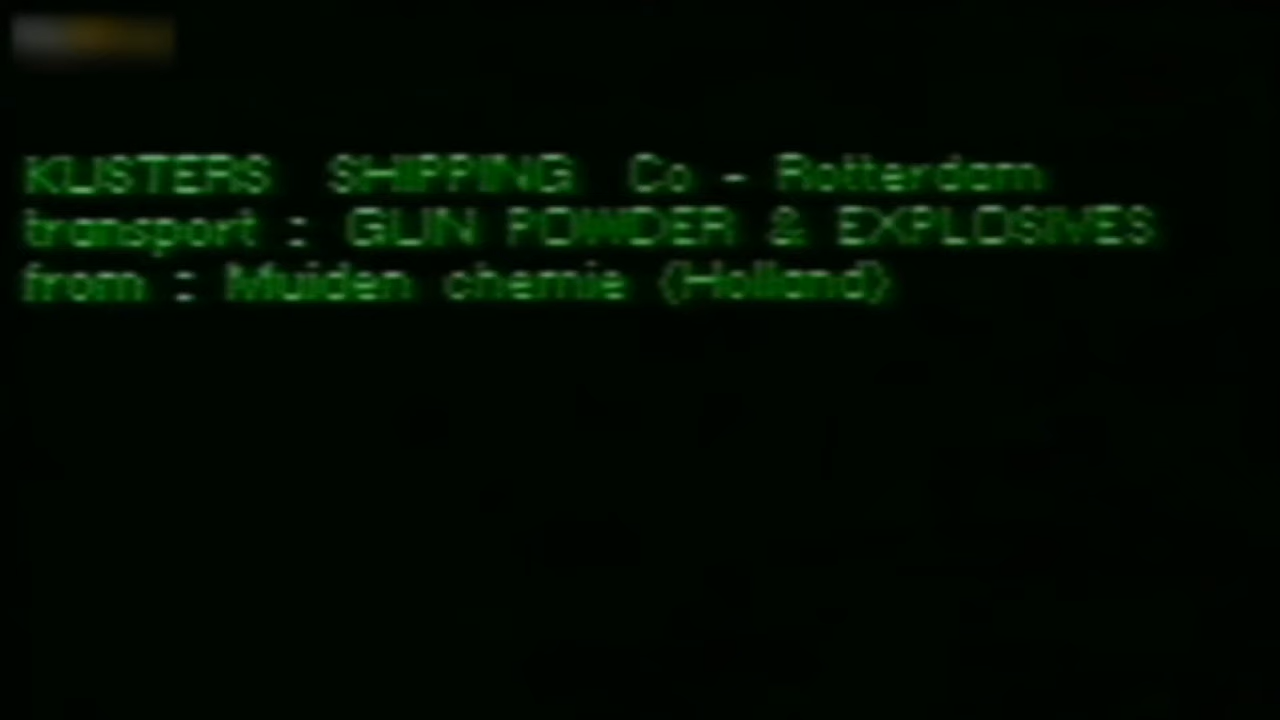 KUSTERS SHIPPING Co - Rotterdam
transport : GUN POWDER & EXPLOSIVES
from : Muiden chemie (Holland)